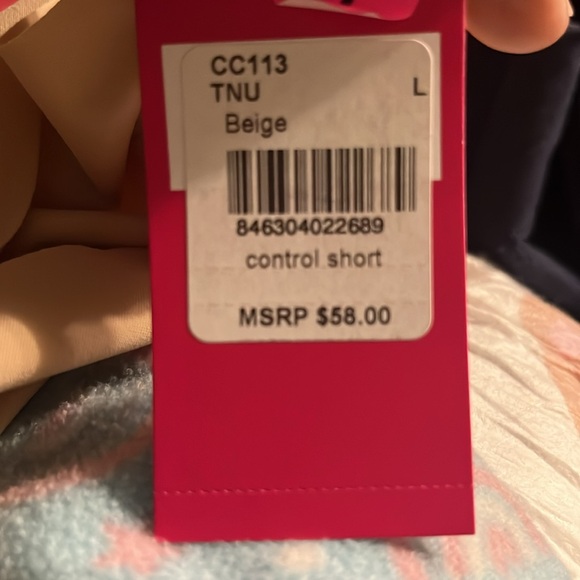 CC113
TNU L
Beige
846304022689
control short
MSRP $58.00